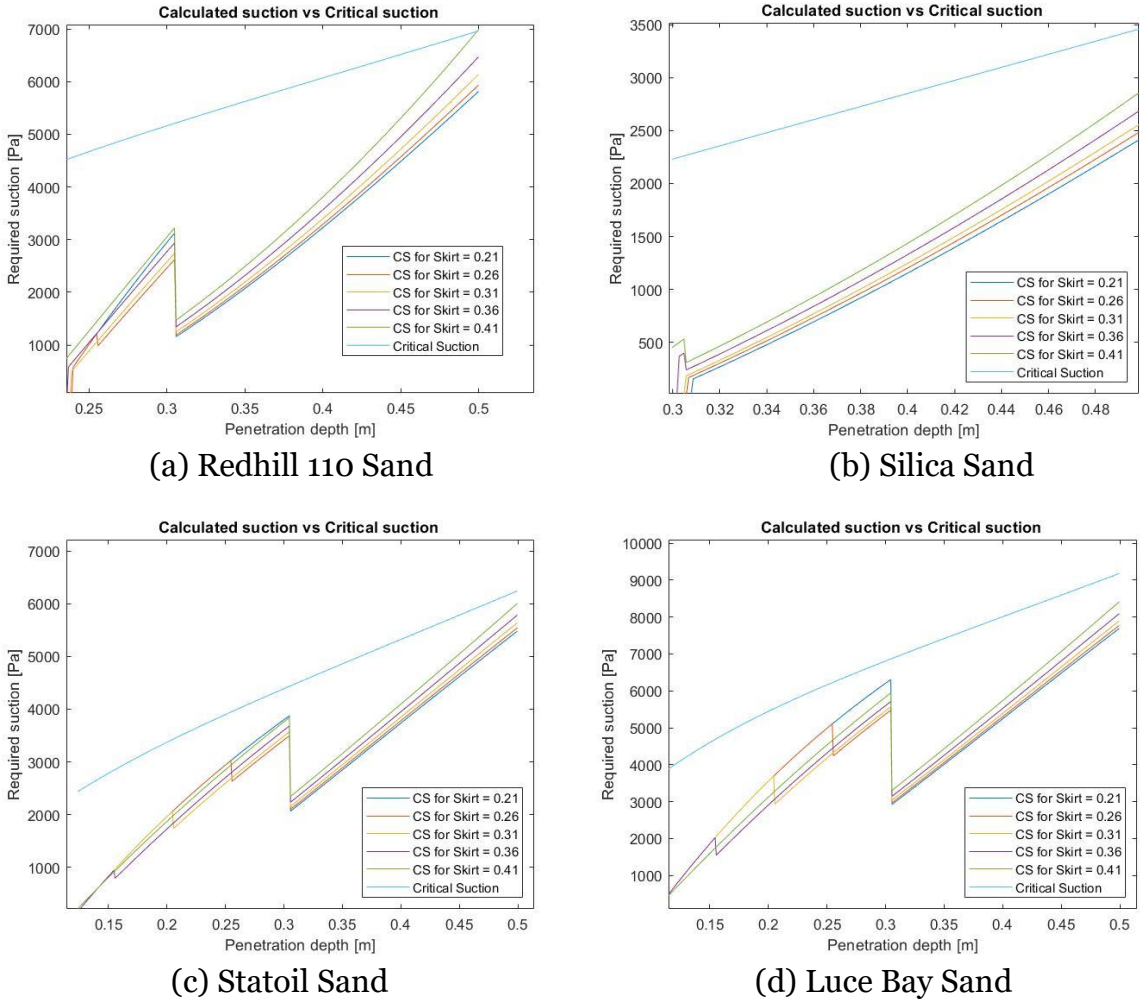 Calculated suction vs Critical suction
Required suction [Pa]
7000
6000
5000
4000
3000
2000
1000
0.25
0.3
0.35
0.4
0.45
0.5
Penetration depth [m]
CS for Skirt = 0.21
CS for Skirt = 0.26
CS for Skirt = 0.31
CS for Skirt = 0.36
CS for Skirt = 0.41
Critical Suction
(a) Redhill 110 Sand
Calculated suction vs Critical suction
Required suction [Pa]
3500
3000
2500
2000
1500
1000
500
0.3
0.32
0.34
0.36
0.38
0.4
0.42
0.44
0.46
0.48
Penetration depth [m]
CS for Skirt = 0.21
CS for Skirt = 0.26
CS for Skirt = 0.31
CS for Skirt = 0.36
CS for Skirt = 0.41
Critical Suction
(b) Silica Sand
Calculated suction vs Critical suction
Required suction [Pa]
7000
6000
5000
4000
3000
2000
1000
0.15
0.2
0.25
0.3
0.35
0.4
0.45
0.5
Penetration depth [m]
CS for Skirt = 0.21
CS for Skirt = 0.26
CS for Skirt = 0.31
CS for Skirt = 0.36
CS for Skirt = 0.41
Critical Suction
(c) Statoil Sand
Calculated suction vs Critical suction
Required suction [Pa]
10000
9000
8000
7000
6000
5000
4000
3000
2000
1000
0.15
0.2
0.25
0.3
0.35
0.4
0.45
0.5
Penetration depth [m]
CS for Skirt = 0.21
CS for Skirt = 0.26
CS for Skirt = 0.31
CS for Skirt = 0.36
CS for Skirt = 0.41
Critical Suction
(d) Luce Bay Sand